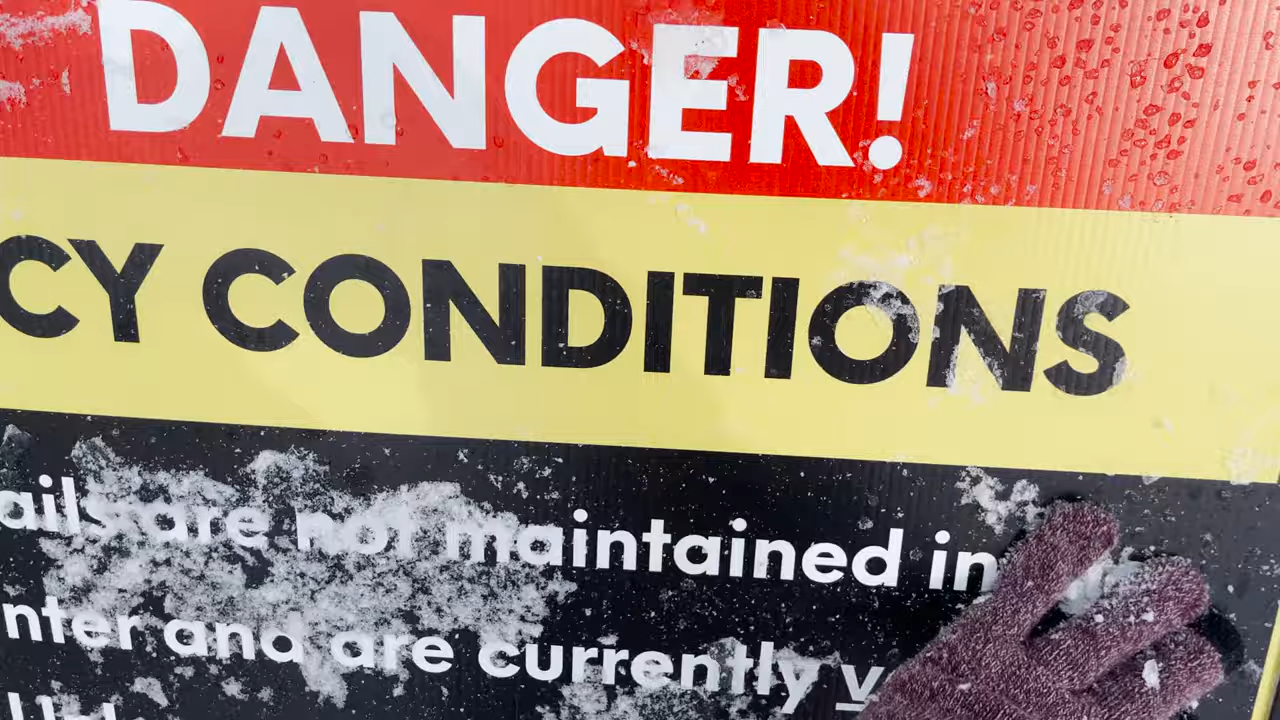 DANGER!
CY CONDITIONS
ails are not maintained in
nter and are currently